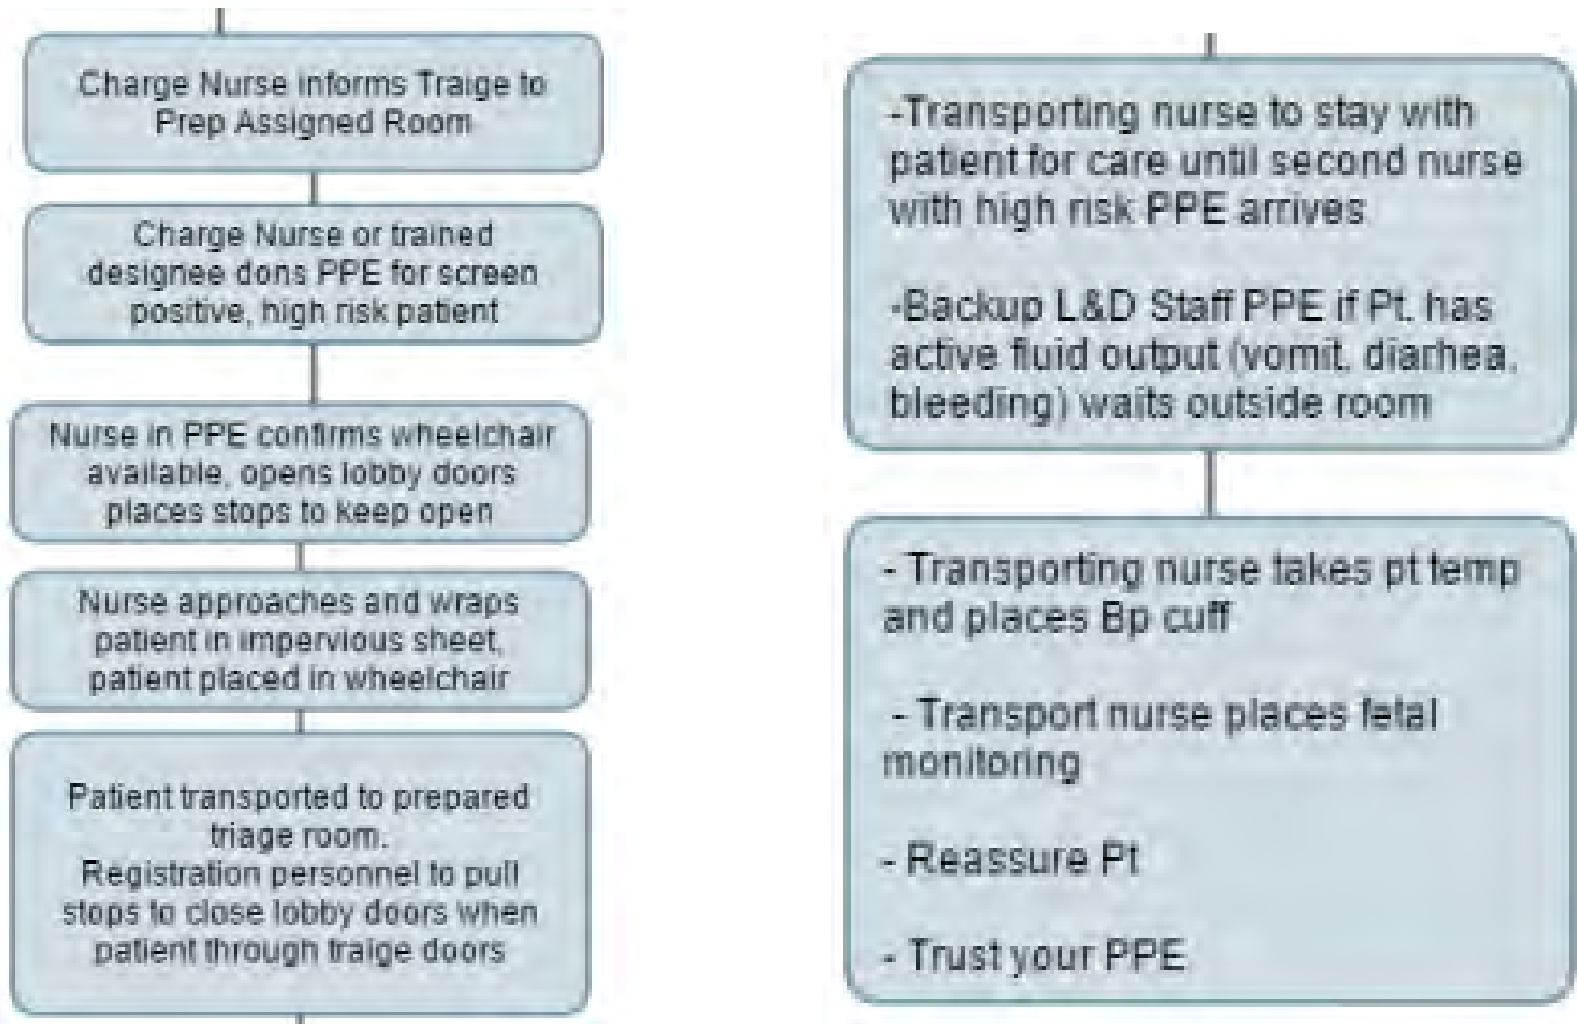 Charge Nurse informs Traige to
Prep Assigned Room
Charge Nurse or trained
designee dons PPE for screen
positive, high risk patient
Nurse in PPE confirms wheelchair
available, opens lobby doors
places stops to keep open
Nurse approaches and wraps
patient in impervious sheet,
patient placed in wheelchair
Patient transported to prepared
triage room.
Registration personnel to pull
stops to close lobby doors when
patient through traige doors
-Transporting nurse to stay with
patient for care until second nurse
with high risk PPE arrives
-Backup L&D Staff PPE if Pt. has
active fluid output (vomit, diarhea,
bleeding) waits outside room
- Transporting nurse takes pt temp
and places Bp cuff
- Transport nurse places fetal
monitoring
- Reassure Pt
- Trust your PPE